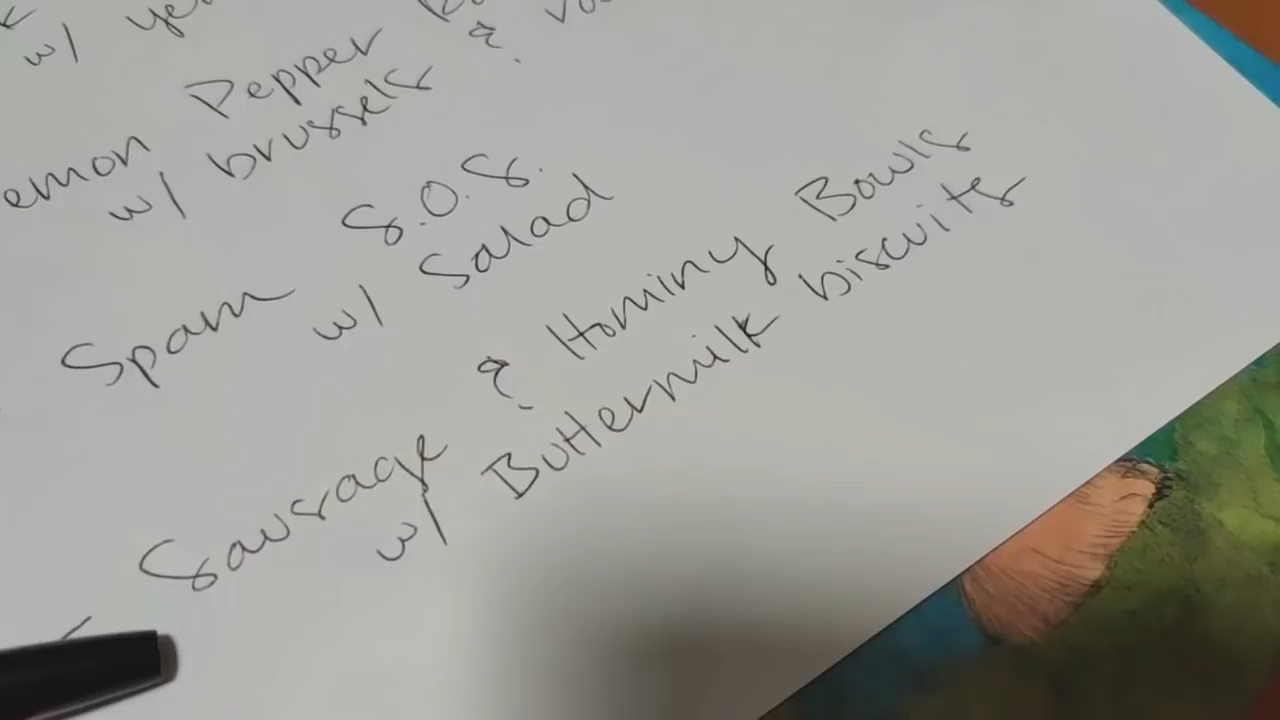 w/
Lemon Pepper
w/ brussels &
Spam S.O.S.
w/ Salad
Sausage & Hominy Bowls
w/ Buttermilk biscuits